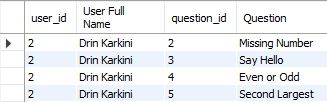 user_id User Full Name question_id Question
2 Drin Karkini 2 Missing Number
2 Drin Karkini 3 Say Hello
2 Drin Karkini 4 Even or Odd
2 Drin Karkini 5 Second Largest